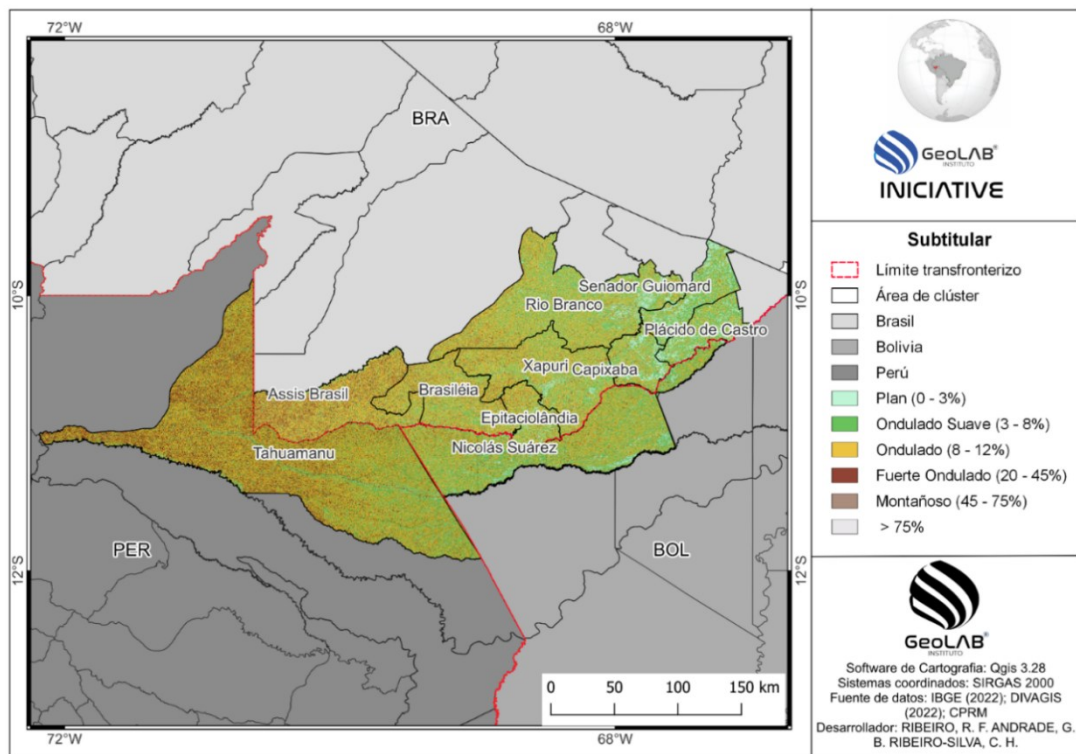 72°W
68°W
BRA
10°S
10°S
Senador Guiomard
Rio Branco
Plácido de Castro
Xapuri
Capixaba
Assis Brasil
Brasiléia
Epitaciolândia
Nicolás Suárez
Tahuamanu
PER
BOL
12°S
12°S
0 50 100 150 km
72°W
68°W
GeoLAB®
INSTITUTO
INICIATIVE
Subtitular
Límite transfronterizo
Área de clúster
Brasil
Bolivia
Perú
Plan (0 - 3%)
Ondulado Suave (3 - 8%)
Ondulado (8 - 12%)
Fuerte Ondulado (20 - 45%)
Montañoso (45 - 75%)
> 75%
GeoLAB®
INSTITUTO
Software de Cartografia: Qgis 3.28
Sistemas coordinados: SIRGAS 2000
Fuente de datos: IBGE (2022); DIVAGIS
(2022); CPRM
Desarrollador: RIBEIRO, R. F. ANDRADE, G.
B. RIBEIRO-SILVA, C. H.